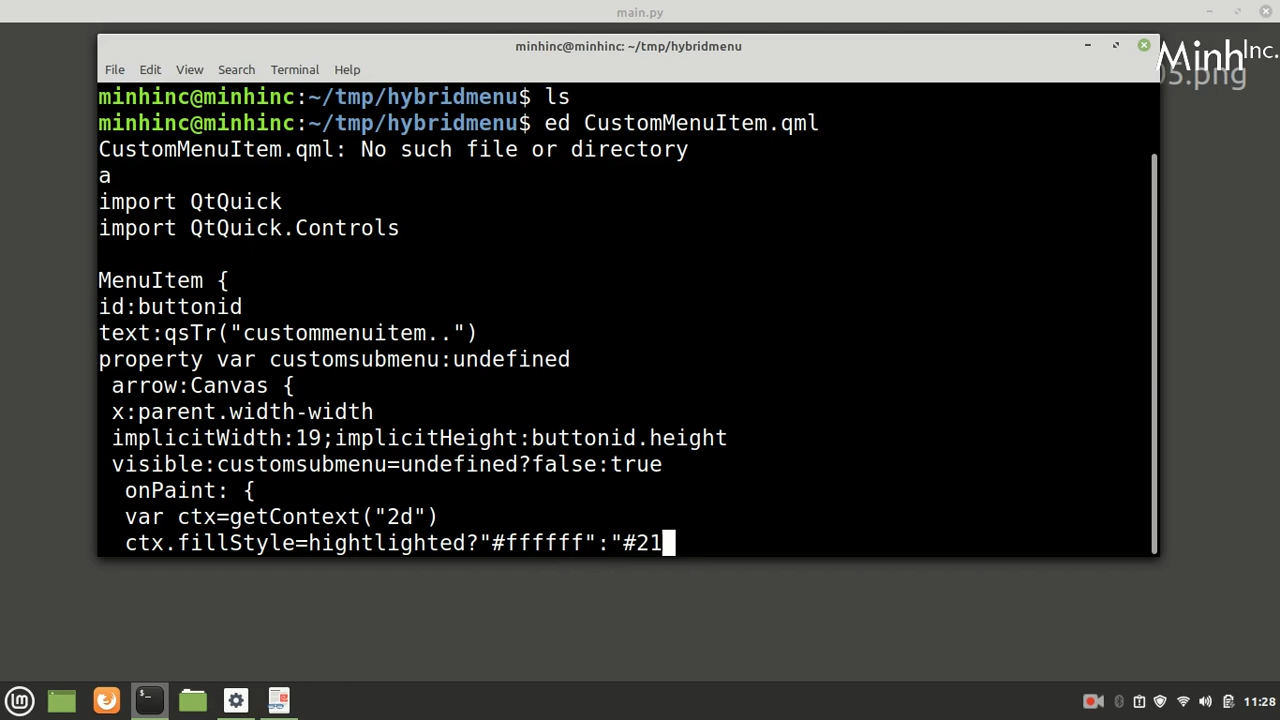 main.py
minhinc@minhinc: ~/tmp/hybridmenu
MinhInc.
05.png
File Edit View Search Terminal Help
minhinc@minhinc:~/tmp/hybridmenu$ ls
minhinc@minhinc:~/tmp/hybridmenu$ ed CustomMenuItem.qml
CustomMenuItem.qml: No such file or directory
a
import QtQuick
import QtQuick.Controls
MenuItem {
id:buttonid
text:qsTr("custommenuitem..")
property var customsubmenu:undefined
arrow:Canvas {
x:parent.width-width
implicitWidth:19;implicitHeight:buttonid.height
visible:customsubmenu=undefined?false:true
onPaint: {
var ctx=getContext("2d")
ctx.fillStyle=hightlighted?"#ffffff":"#21
11:28